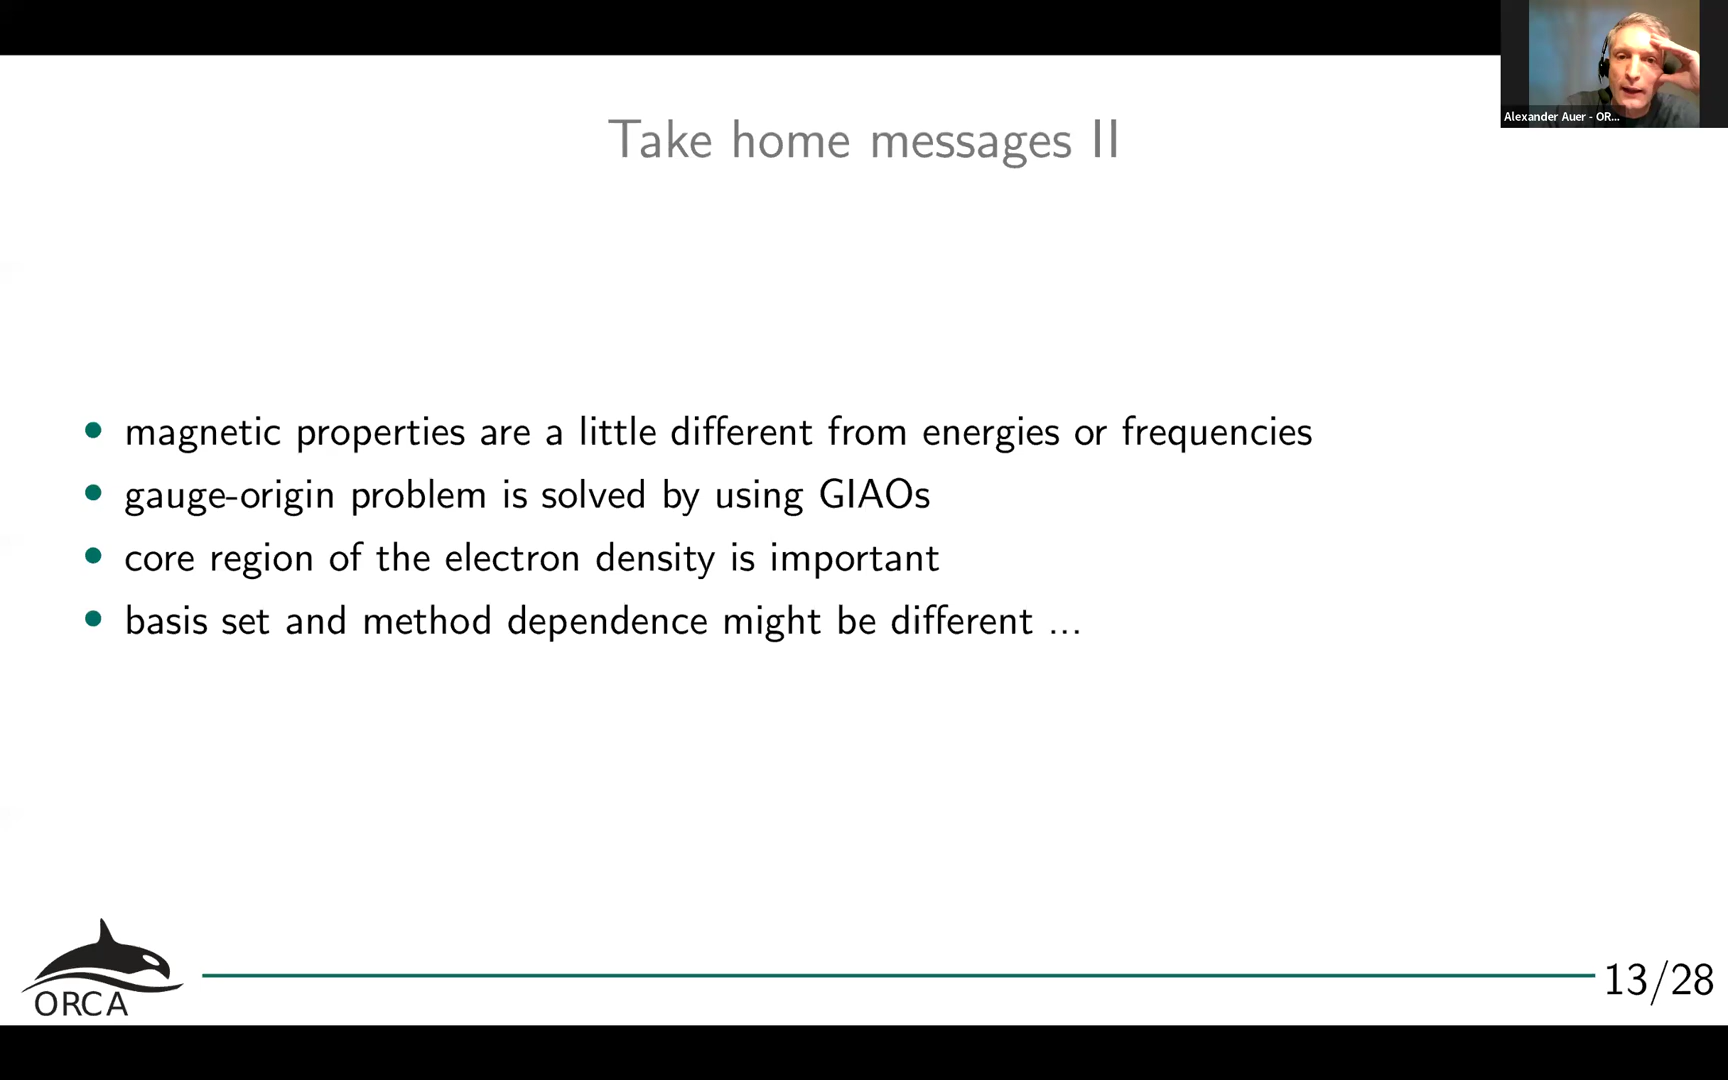 Alexander Auer - OR...
Take home messages II
• magnetic properties are a little different from energies or frequencies
• gauge-origin problem is solved by using GIAOs
• core region of the electron density is important
• basis set and method dependence might be different ...
ORCA
13/28